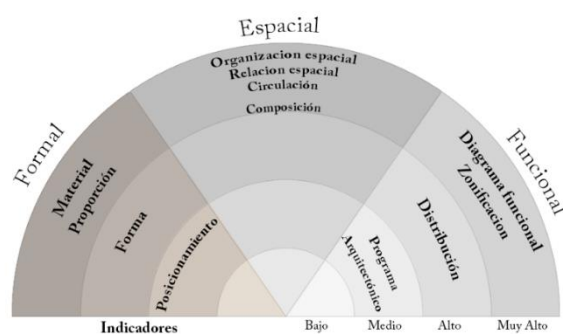 Espacial
Organizacion espacial
Relacion espacial
Circulación
Composición
Formal
Material
Proporción
Forma
Posicionamiento
Funcional
Diagrama funcional
Zonificacion
Distribución
Programa
Arquitectónico
Indicadores
Bajo
Medio
Alto
Muy Alto